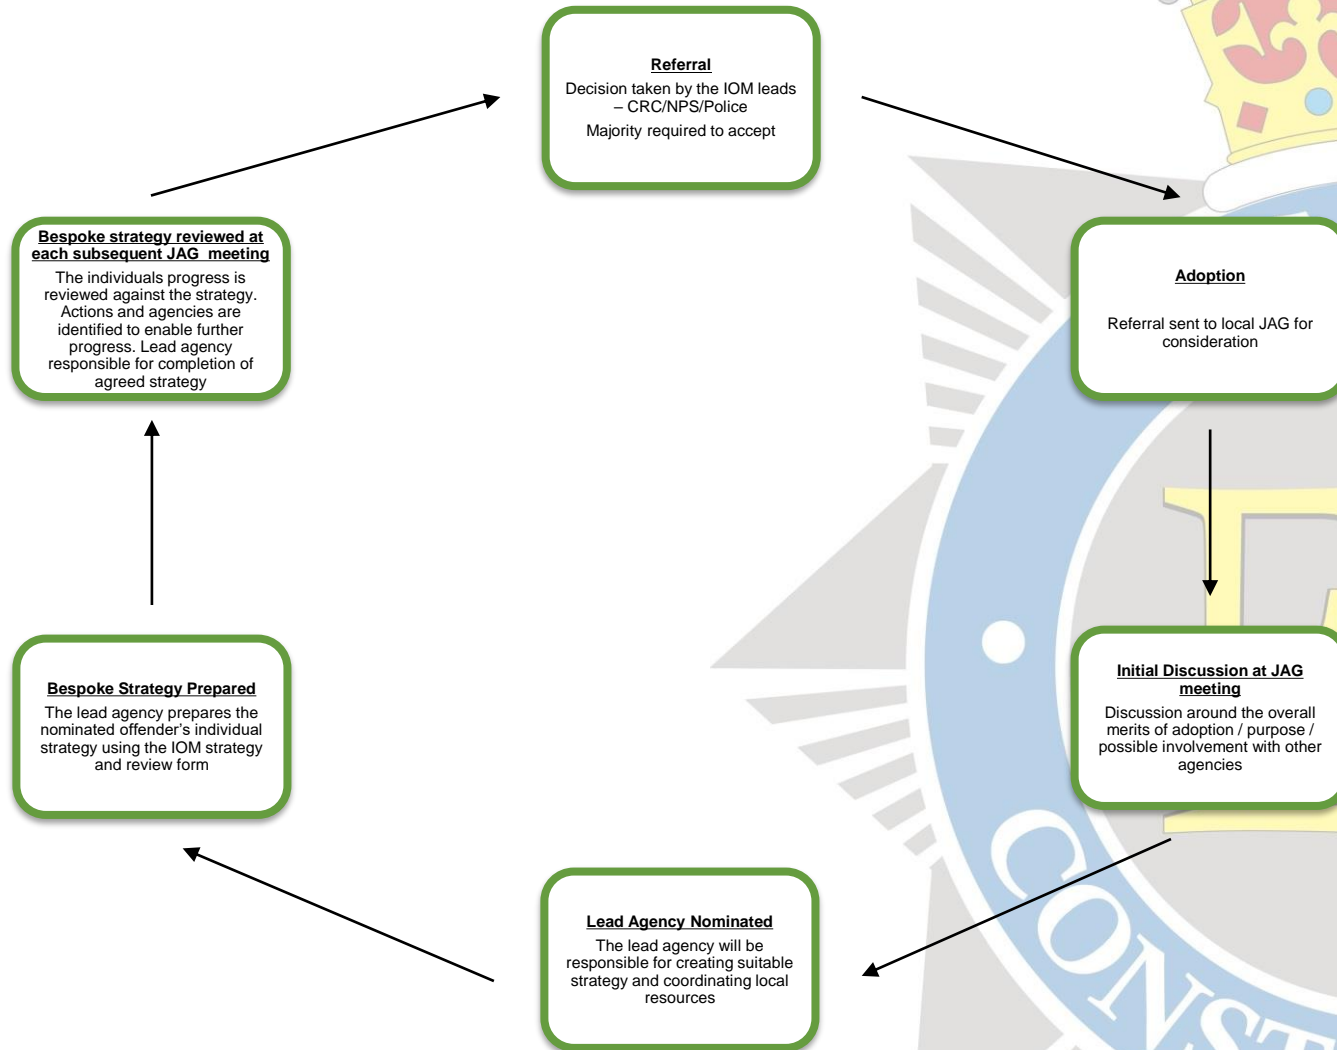 Referral
Decision taken by the IOM leads
– CRC/NPS/Police
Majority required to accept
Adoption
Referral sent to local JAG for
consideration
Initial Discussion at JAG
meeting
Discussion around the overall
merits of adoption / purpose /
possible involvement with other
agencies
Lead Agency Nominated
The lead agency will be
responsible for creating suitable
strategy and coordinating local
resources
Bespoke Strategy Prepared
The lead agency prepares the
nominated offender’s individual
strategy using the IOM strategy
and review form
Bespoke strategy reviewed at
each subsequent JAG  meeting
The individuals progress is
reviewed against the strategy.
Actions and agencies are
identified to enable further
progress. Lead agency
responsible for completion of
agreed strategy